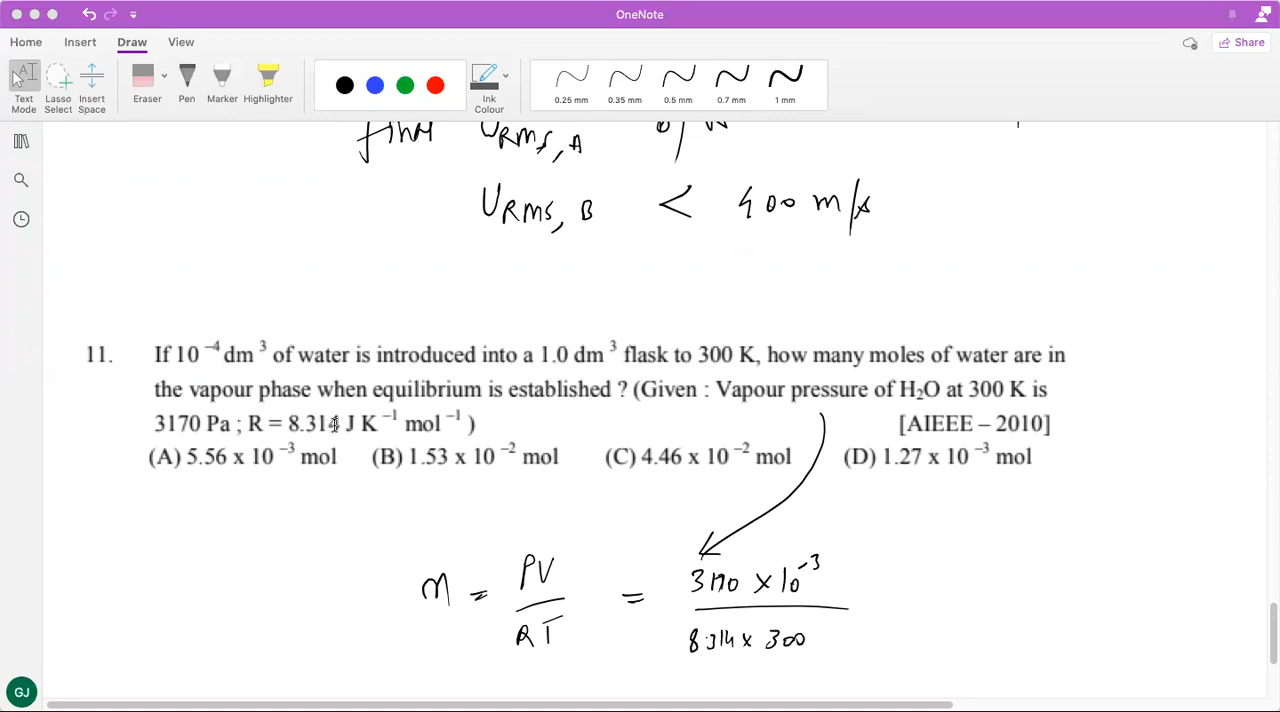 OneNote
Home Insert Draw View
Share
Text Mode
Lasso Select
Insert Space
Eraser
Pen
Marker
Highlighter
Ink Colour
0.25 mm
0.35 mm
0.5 mm
0.7 mm
1 mm
final U RMS, A
U RMS, B < 400 m/s
11. If 10⁻⁴ dm³ of water is introduced into a 1.0 dm³ flask to 300 K, how many moles of water are in
the vapour phase when equilibrium is established ? (Given : Vapour pressure of H₂O at 300 K is
3170 Pa ; R = 8.314 J K⁻¹ mol⁻¹ ) [AIEEE – 2010]
(A) 5.56 x 10⁻³ mol (B) 1.53 x 10⁻² mol (C) 4.46 x 10⁻² mol (D) 1.27 x 10⁻³ mol
n = PV / RT = 3170 × 10⁻³ / 8.314 × 300
GJ